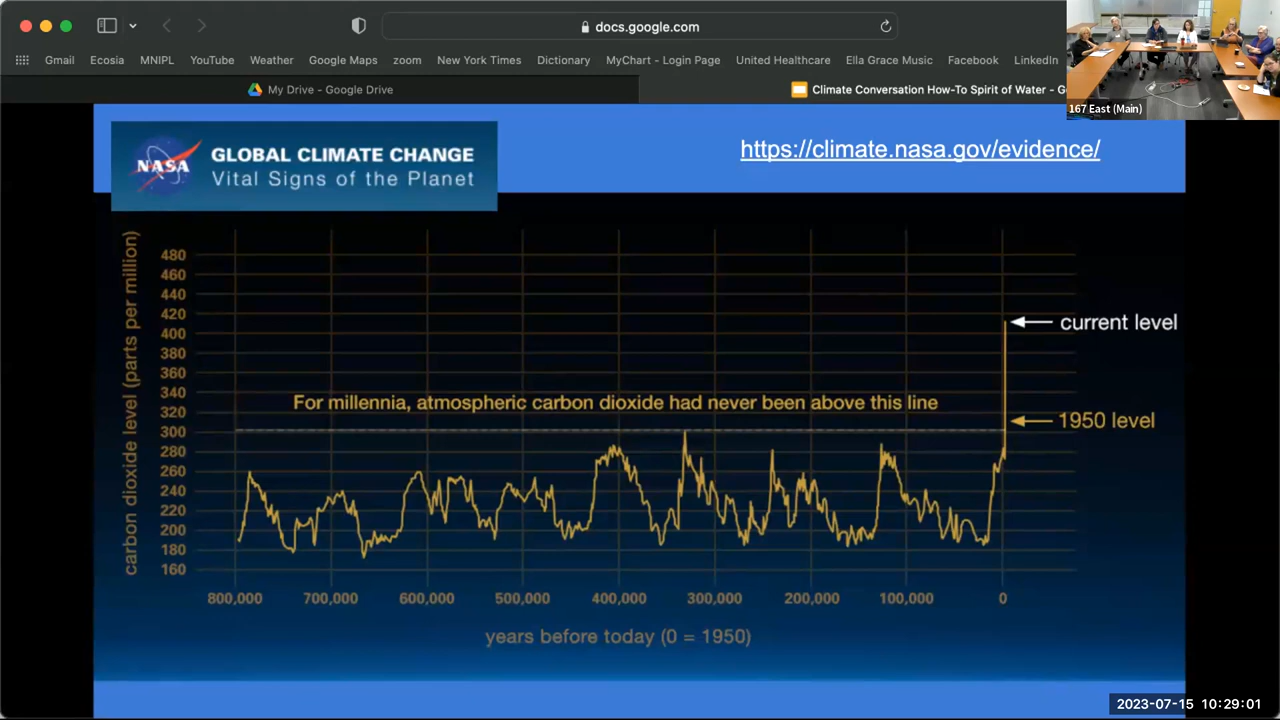 docs.google.com
Gmail Ecosia MNIPL YouTube Weather Google Maps zoom New York Times Dictionary MyChart - Login Page United Healthcare Ella Grace Music Facebook LinkedIn
My Drive - Google Drive
Climate Conversation How-To Spirit of Water - G
167 East (Main)
NASA
GLOBAL CLIMATE CHANGE
Vital Signs of the Planet
https://climate.nasa.gov/evidence/
carbon dioxide level (parts per million)
480
460
440
420
400
380
360
340
320
300
280
260
240
220
200
180
160
current level
For millennia, atmospheric carbon dioxide had never been above this line
1950 level
800,000 700,000 600,000 500,000 400,000 300,000 200,000 100,000 0
years before today (0 = 1950)
2023-07-15 10:29:01